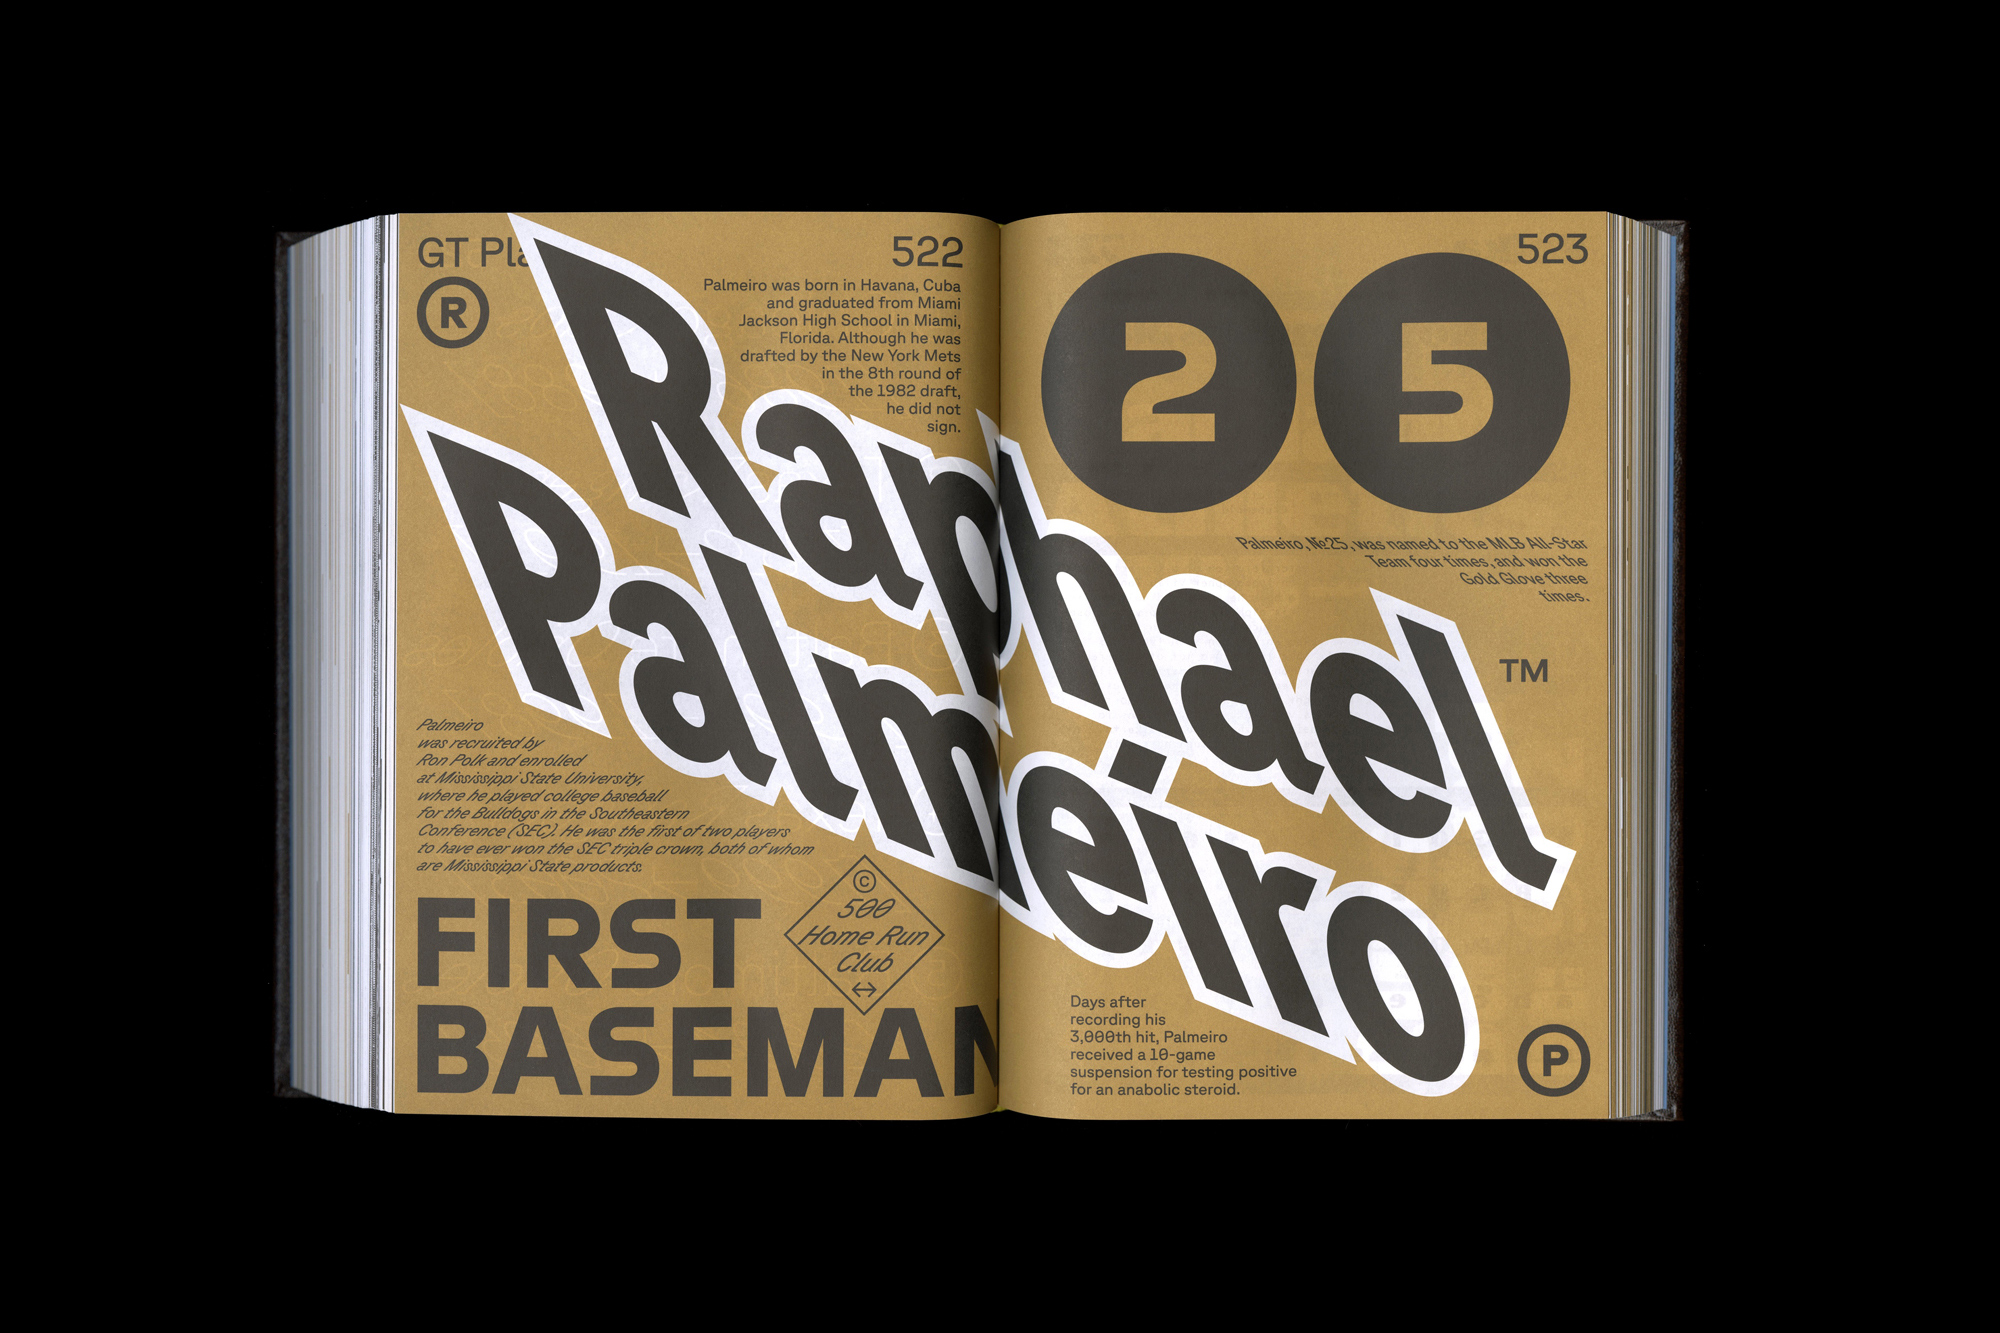 GT Pla
522
R
Palmeiro was born in Havana, Cuba
and graduated from Miami
Jackson High School in Miami,
Florida. Although he was
drafted by the New York Mets
in the 8th round of
the 1982 draft,
he did not
sign.
Raphael
Palmeiro
Palmeiro
was recruited by
Ron Polk and enrolled
at Mississippi State University,
where he played college baseball
for the Bulldogs in the Southeastern
Conference (SEC). He was the first of two players
to have ever won the SEC triple crown, both of whom
are Mississippi State products.
©
500
Home Run
Club
↔
FIRST
BASEMAN
523
2 5
Palmeiro, №25, was named to the MLB All-Star
Team four times, and won the
Gold Glove three
times.
TM
Days after
recording his
3,000th hit, Palmeiro
received a 10-game
suspension for testing positive
for an anabolic steroid.
P